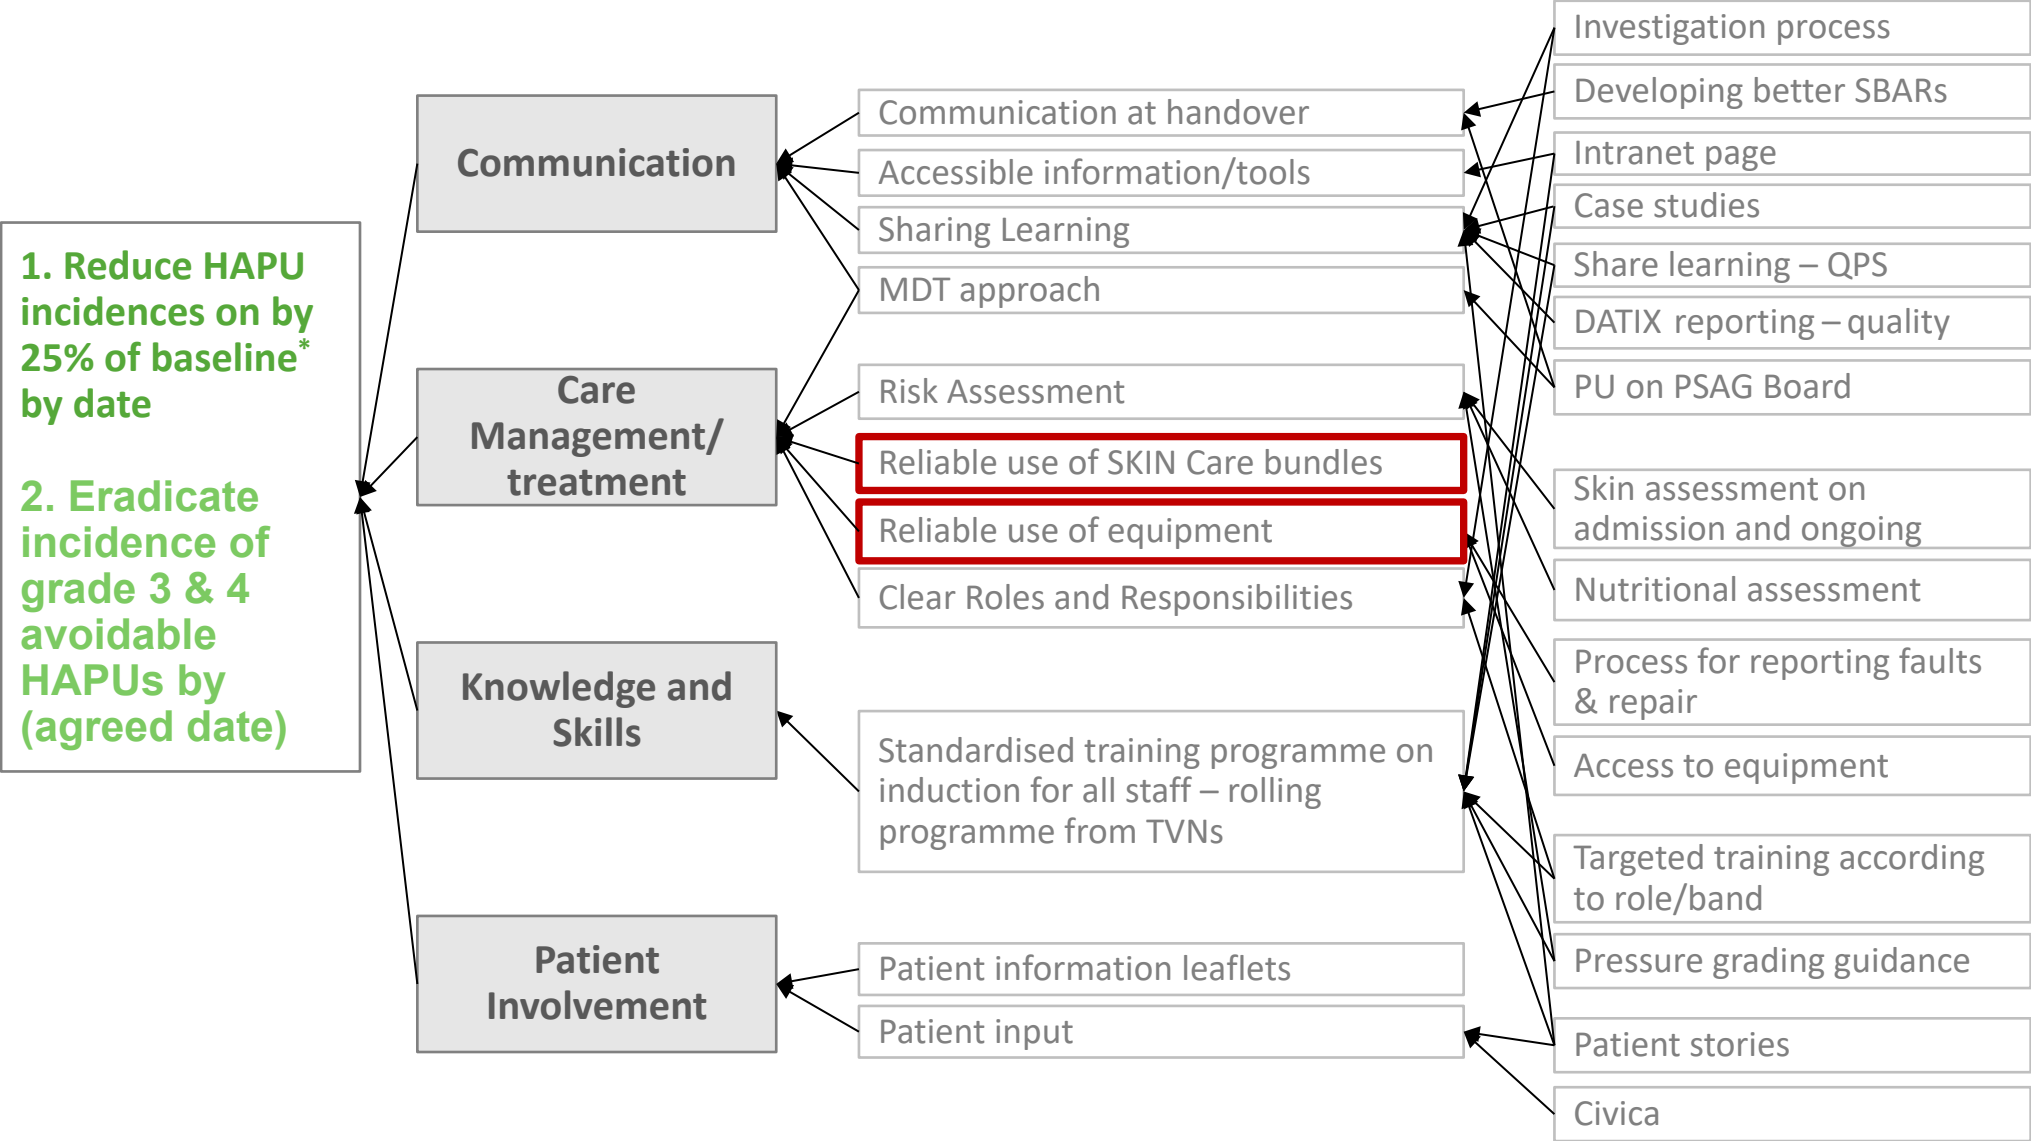 1. Reduce HAPU
incidences on by
25% of baseline*
by date
2. Eradicate
incidence of
grade 3 & 4
avoidable
HAPUs by
(agreed date)
Communication
Care
Management/
treatment
Knowledge and
Skills
Patient
Involvement
Communication at handover
Accessible information/tools
Sharing Learning
MDT approach
Risk Assessment
Reliable use of SKIN Care bundles
Reliable use of equipment
Clear Roles and Responsibilities
Standardised training programme on
induction for all staff – rolling
programme from TVNs
Patient information leaflets
Patient input
Investigation process
Developing better SBARs
Intranet page
Case studies
Share learning – QPS
DATIX reporting – quality
PU on PSAG Board
Skin assessment on
admission and ongoing
Nutritional assessment
Process for reporting faults
& repair
Access to equipment
Targeted training according
to role/band
Pressure grading guidance
Patient stories
Civica